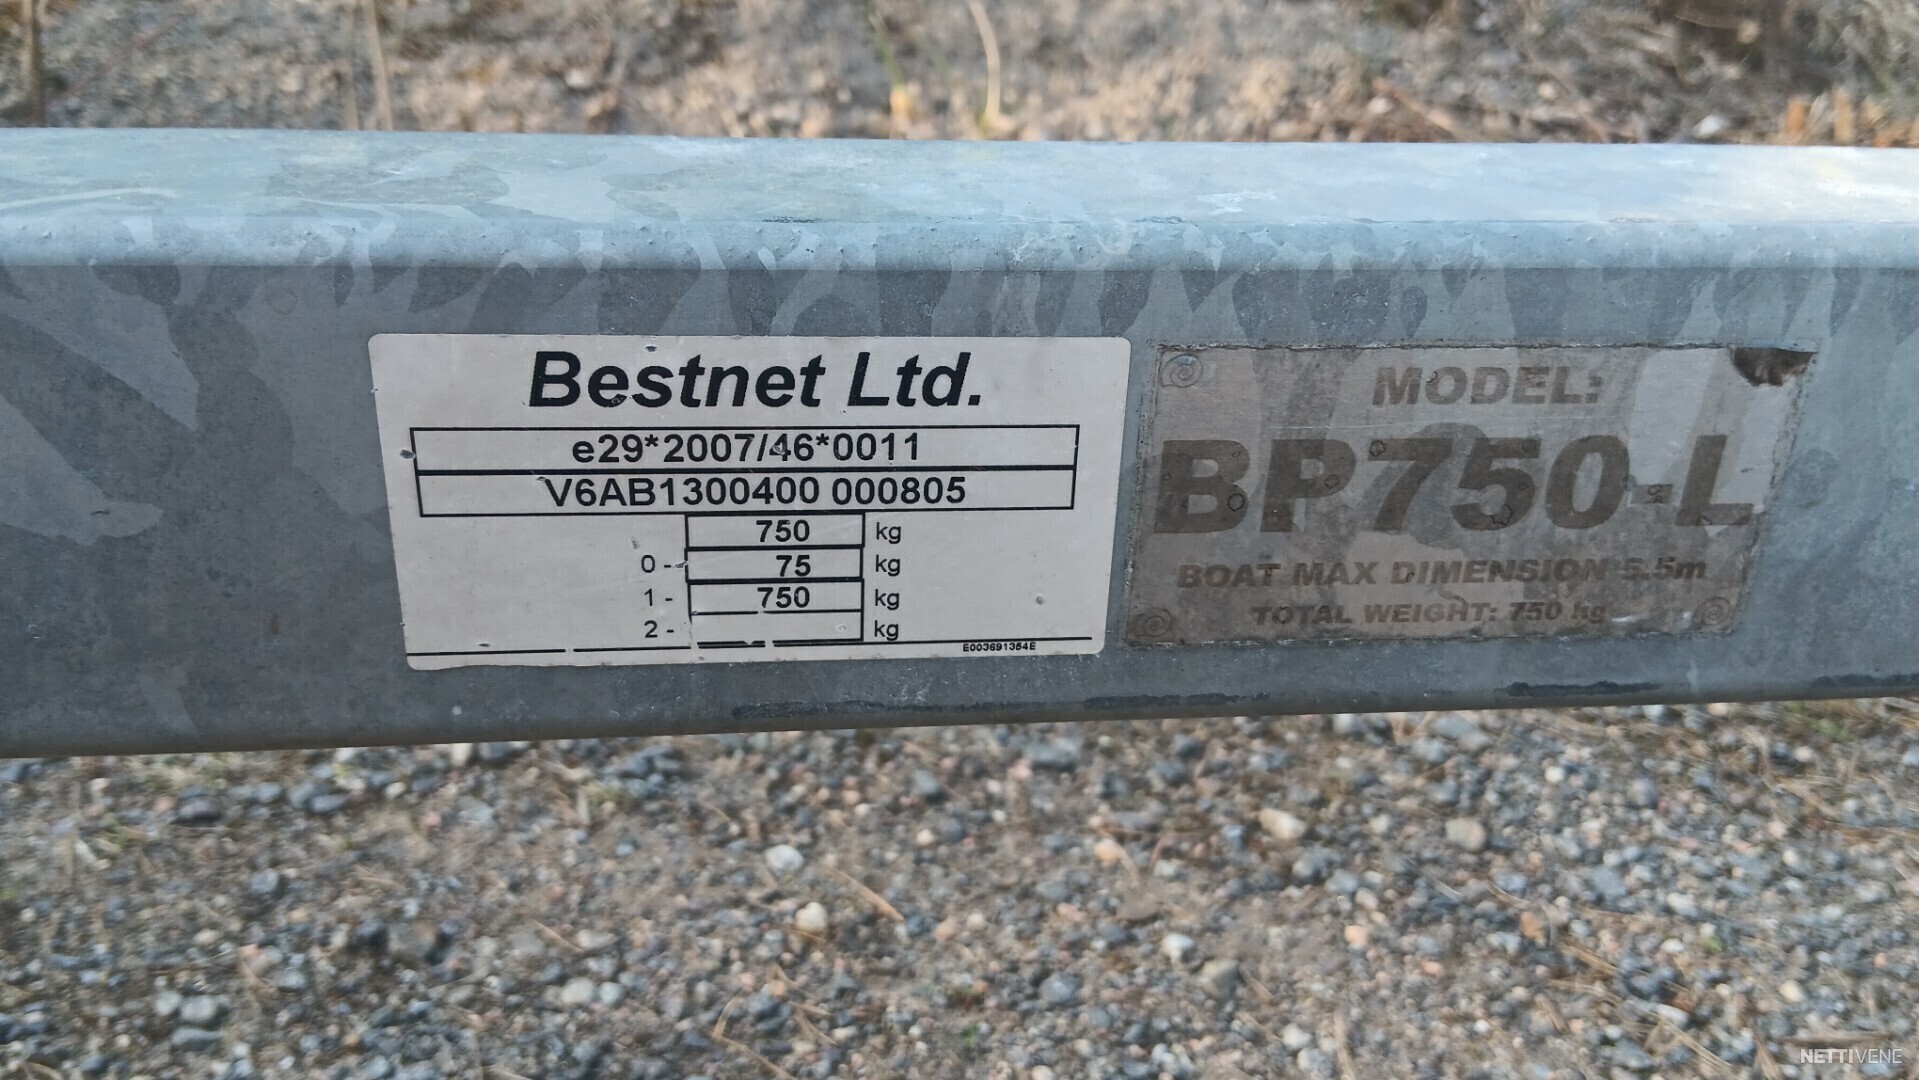 Bestnet Ltd.
e29*2007/46*0011
V6AB1300400 000805
750 kg
0 - 75 kg
1 - 750 kg
2 - kg
E003691354E
MODEL:
BP750-L
BOAT MAX DIMENSION 5.5m
TOTAL WEIGHT: 750 kg
NETTIVENE